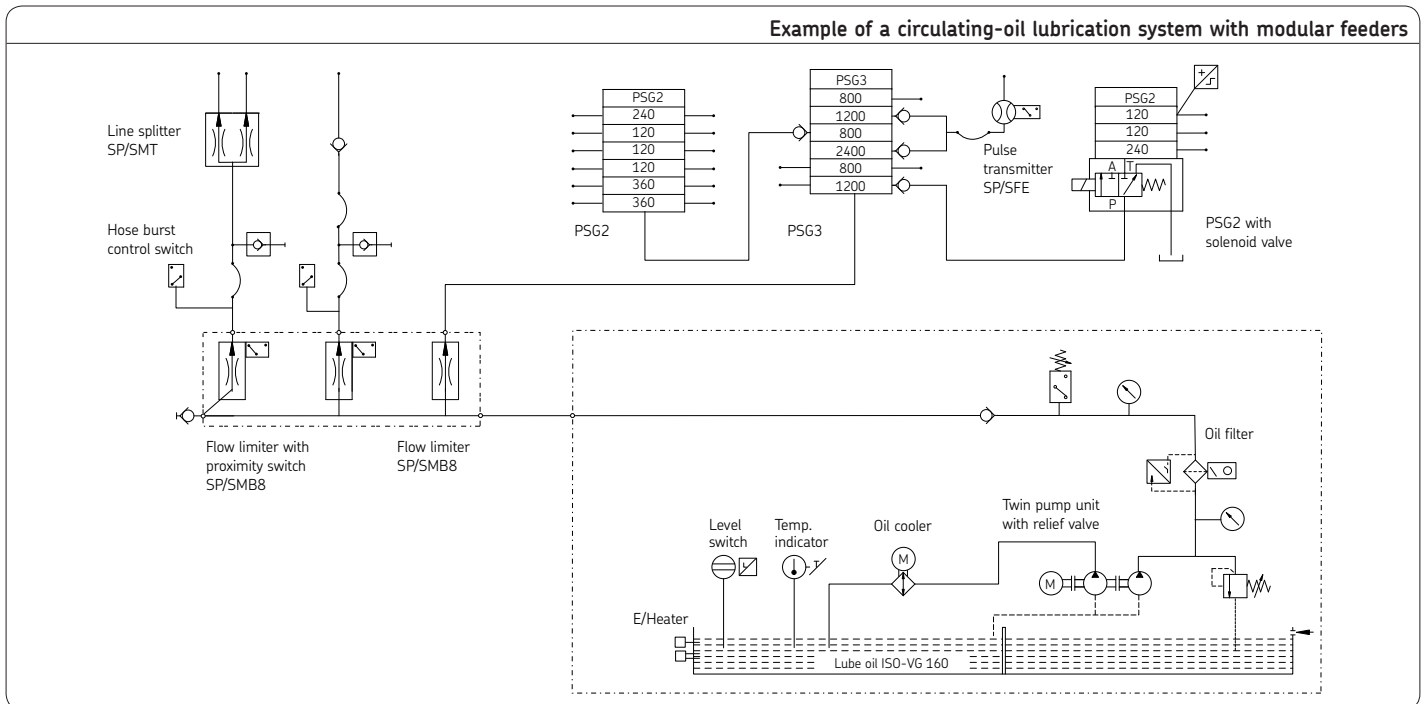 Example of a circulating-oil lubrication system with modular feeders
Line splitter
SP/SMT
Hose burst
control switch
PSG2
240
120
120
120
360
360
PSG2
PSG3
800
1200
800
2400
800
1200
PSG3
Pulse
transmitter
SP/SFE
PSG2
120
120
240
A T
P
PSG2 with
solenoid valve
Flow limiter with
proximity switch
SP/SMB8
Flow limiter
SP/SMB8
Oil filter
Twin pump unit
with relief valve
Level
switch
L
Temp.
indicator
T
Oil cooler
M
M
E/Heater
Lube oil ISO-VG 160